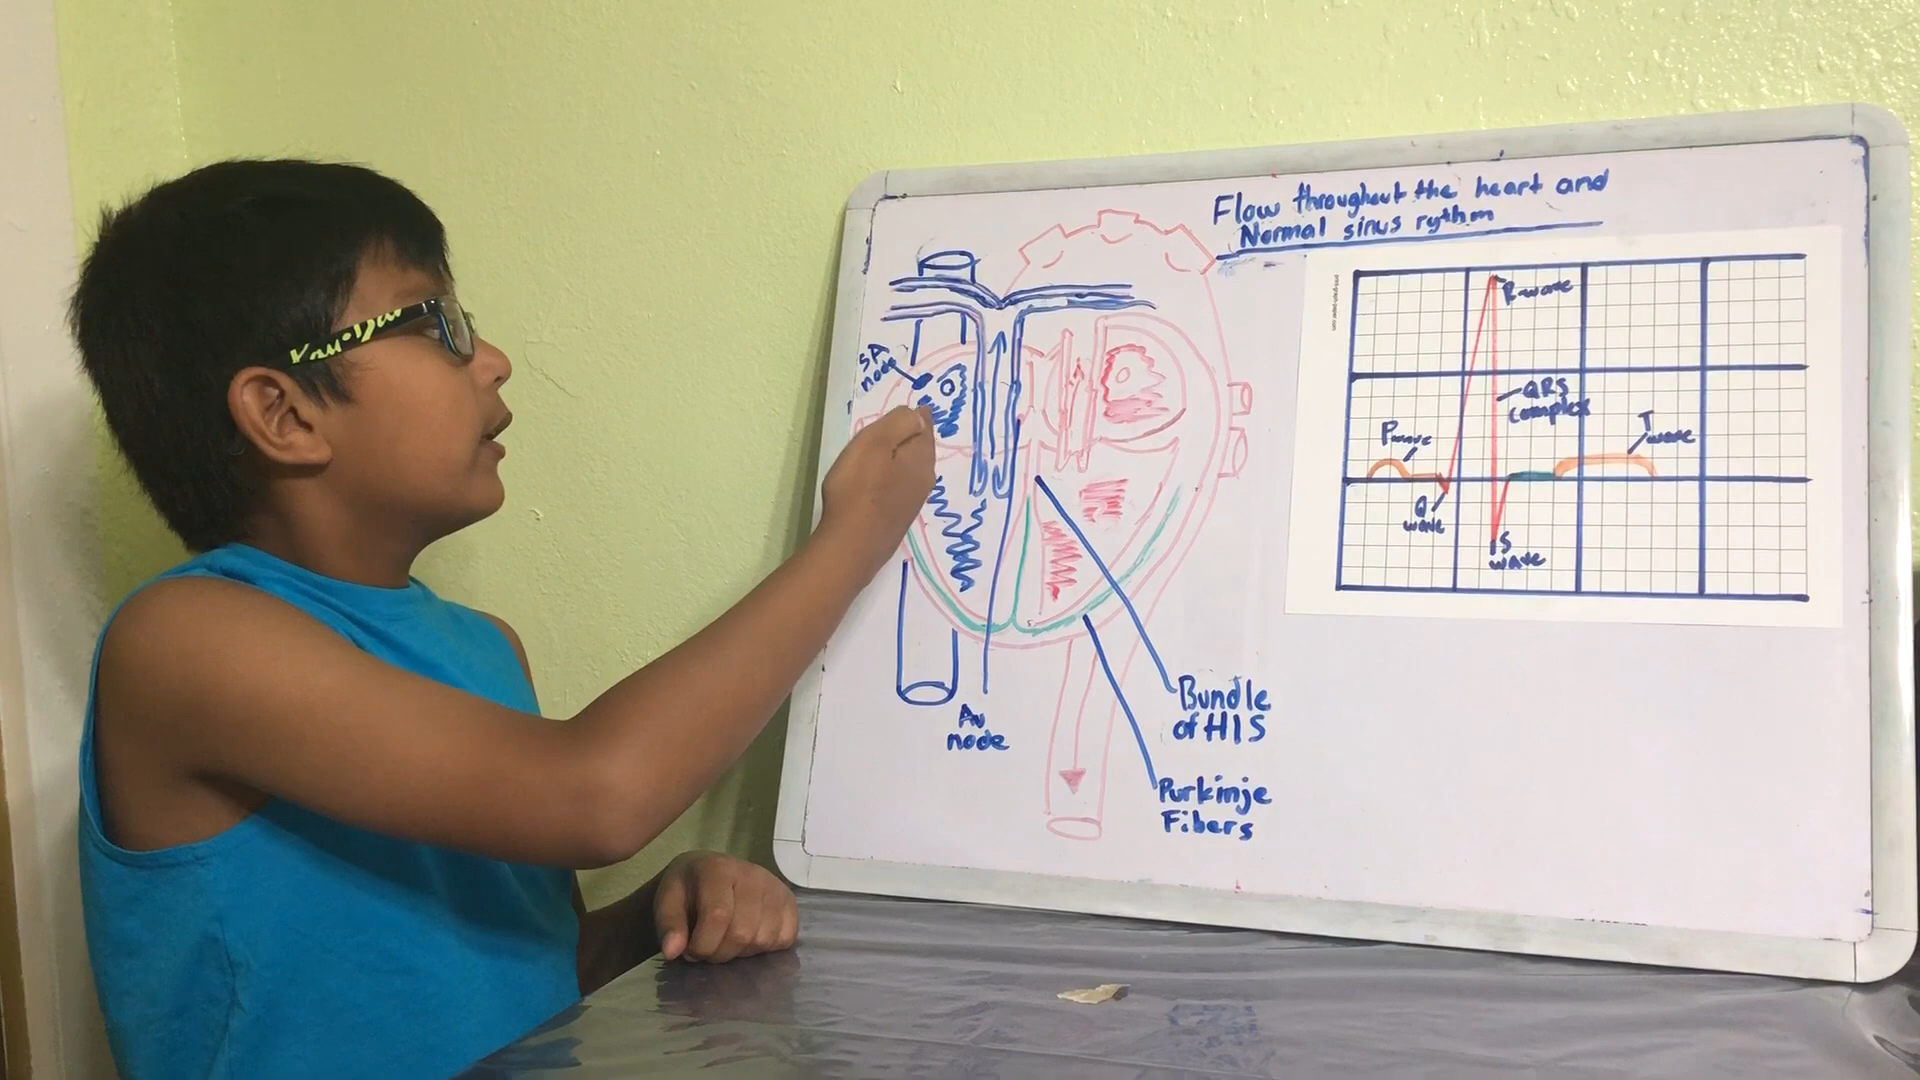 Flow throughout the heart and
Normal sinus rythm
SA
node
R-wave
QRS
complex
P wave
T
wave
Q
wave
S
wave
Bundle
of HIS
Av
node
Purkinje
Fibers